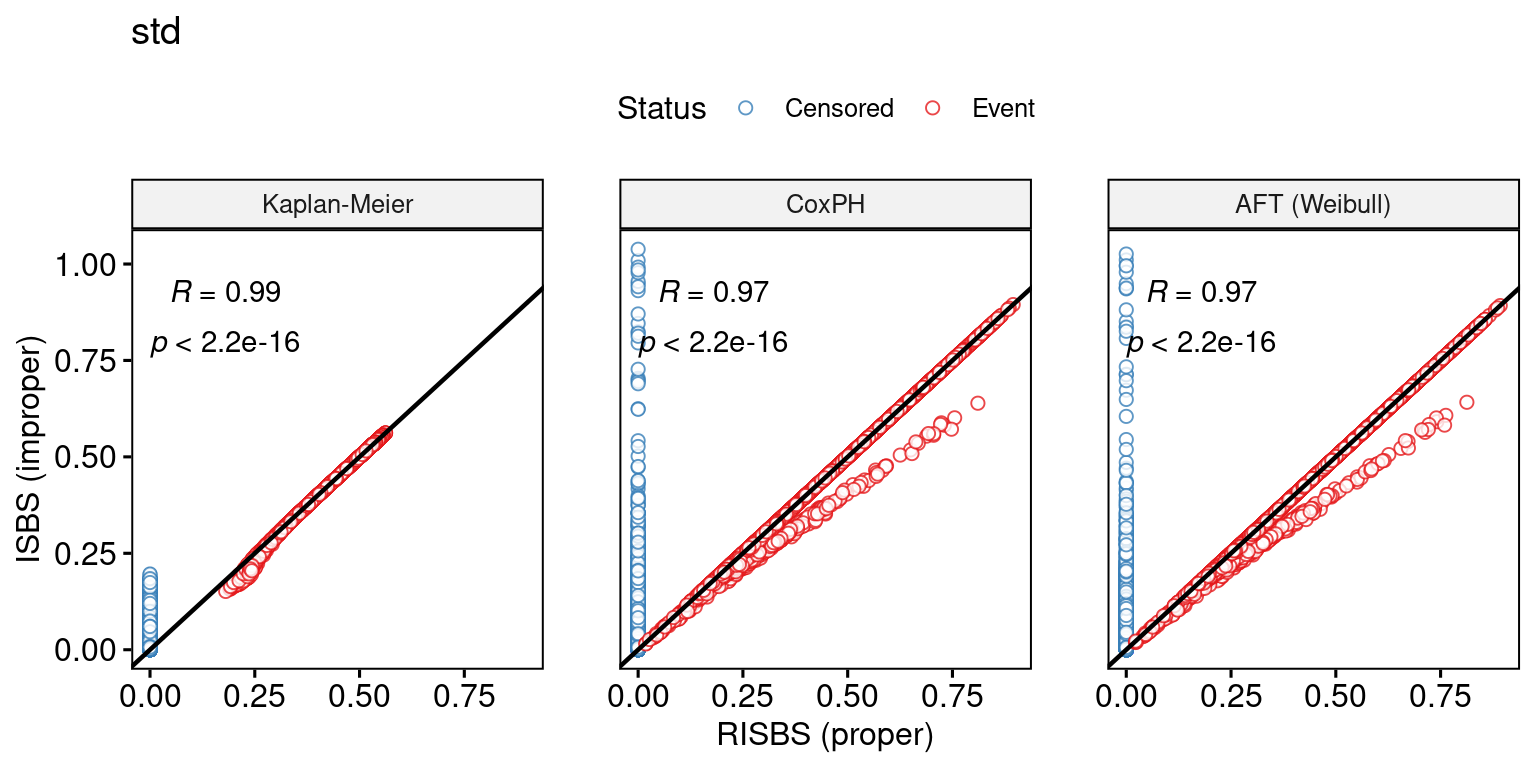 std
Status Censored Event
Kaplan-Meier CoxPH AFT (Weibull)
ISBS (improper)
1.00
0.75
0.50
0.25
0.00
R = 0.99
p < 2.2e-16
R = 0.97
p < 2.2e-16
R = 0.97
p < 2.2e-16
0.00 0.25 0.50 0.75 0.00 0.25 0.50 0.75 0.00 0.25 0.50 0.75
RISBS (proper)